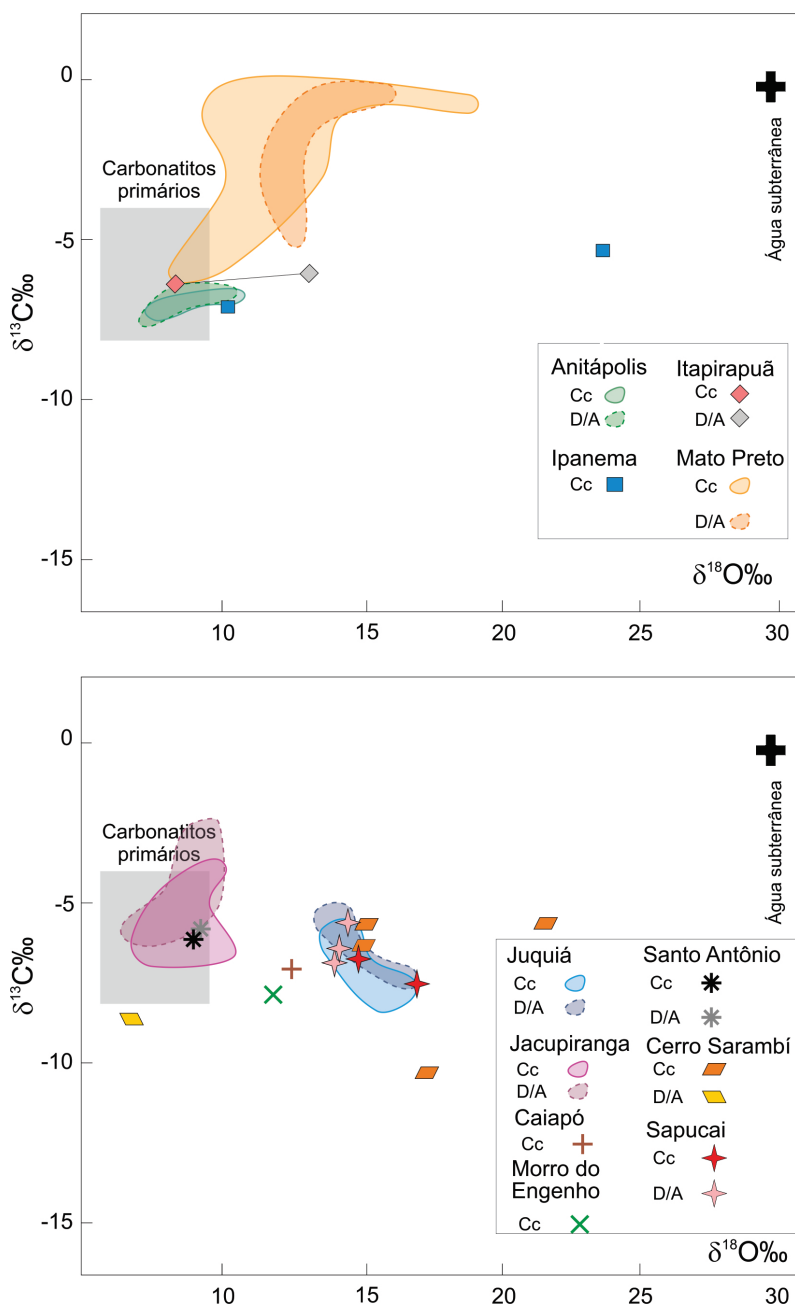 0
Carbonatitos
primários
Água subterrânea
-5
δ¹³C‰
Anitápolis
Cc
D/A
Itapirapuã
Cc
D/A
-10
Ipanema
Cc
Mato Preto
Cc
D/A
-15
δ¹⁸O‰
10
15
20
25
30
0
Carbonatitos
primários
Água subterrânea
-5
δ¹³C‰
Juquiá
Cc
D/A
Santo Antônio
Cc
D/A
Jacupiranga
Cc
D/A
Cerro Sarambí
Cc
D/A
-10
Caiapó
Cc
Sapucai
Cc
D/A
Morro do
Engenho
Cc
-15
δ¹⁸O‰
10
15
20
25
30